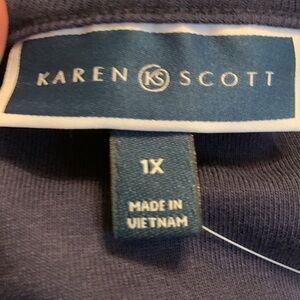 KAREN KS SCOTT
1X
MADE IN
VIETNAM